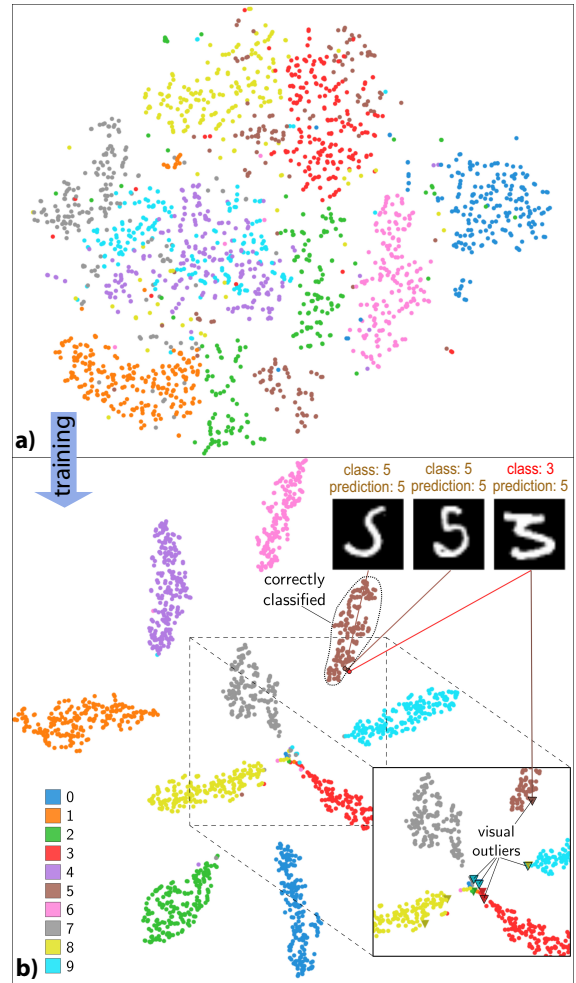 a)
training
class: 5
prediction: 5
class: 5
prediction: 5
class: 3
prediction: 5
correctly
classified
visual
outliers
0
1
2
3
4
5
6
7
8
9
b)